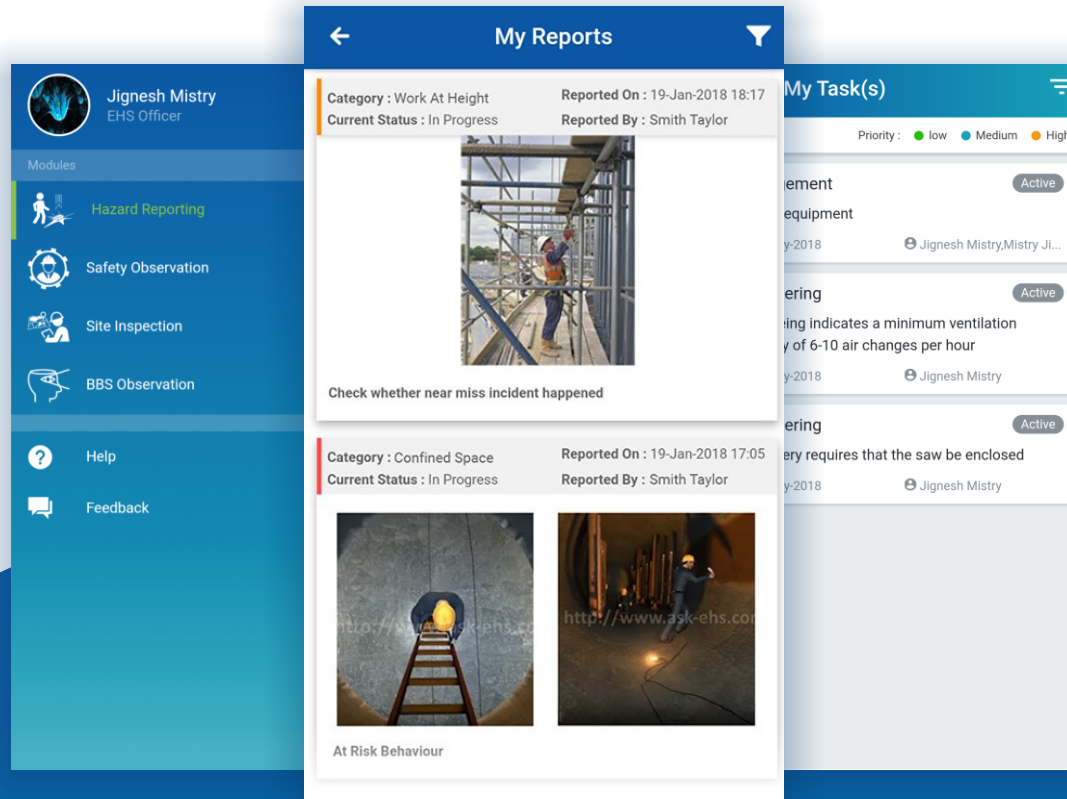 Jignesh Mistry
EHS Officer
Modules
Hazard Reporting
Safety Observation
Site Inspection
BBS Observation
Help
Feedback
My Reports
Category : Work At Height
Reported On : 19-Jan-2018 18:17
Current Status : In Progress
Reported By : Smith Taylor
Check whether near miss incident happened
Category : Confined Space
Reported On : 19-Jan-2018 17:05
Current Status : In Progress
Reported By : Smith Taylor
http://www.ask-ehs.com
At Risk Behaviour
My Task(s)
Priority : low Medium High
ement
Active
equipment
y-2018
Jignesh Mistry,Mistry Ji...
ering
Active
ing indicates a minimum ventilation
y of 6-10 air changes per hour
y-2018
Jignesh Mistry
ering
Active
ery requires that the saw be enclosed
y-2018
Jignesh Mistry